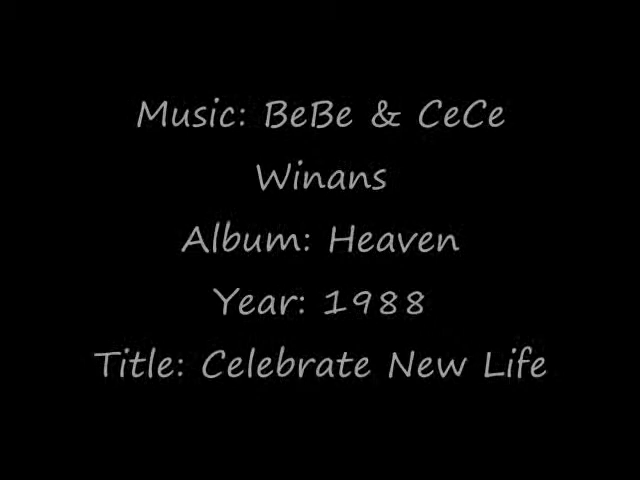 Music: BeBe & CeCe
Winans
Album: Heaven
Year: 1988
Title: Celebrate New Life